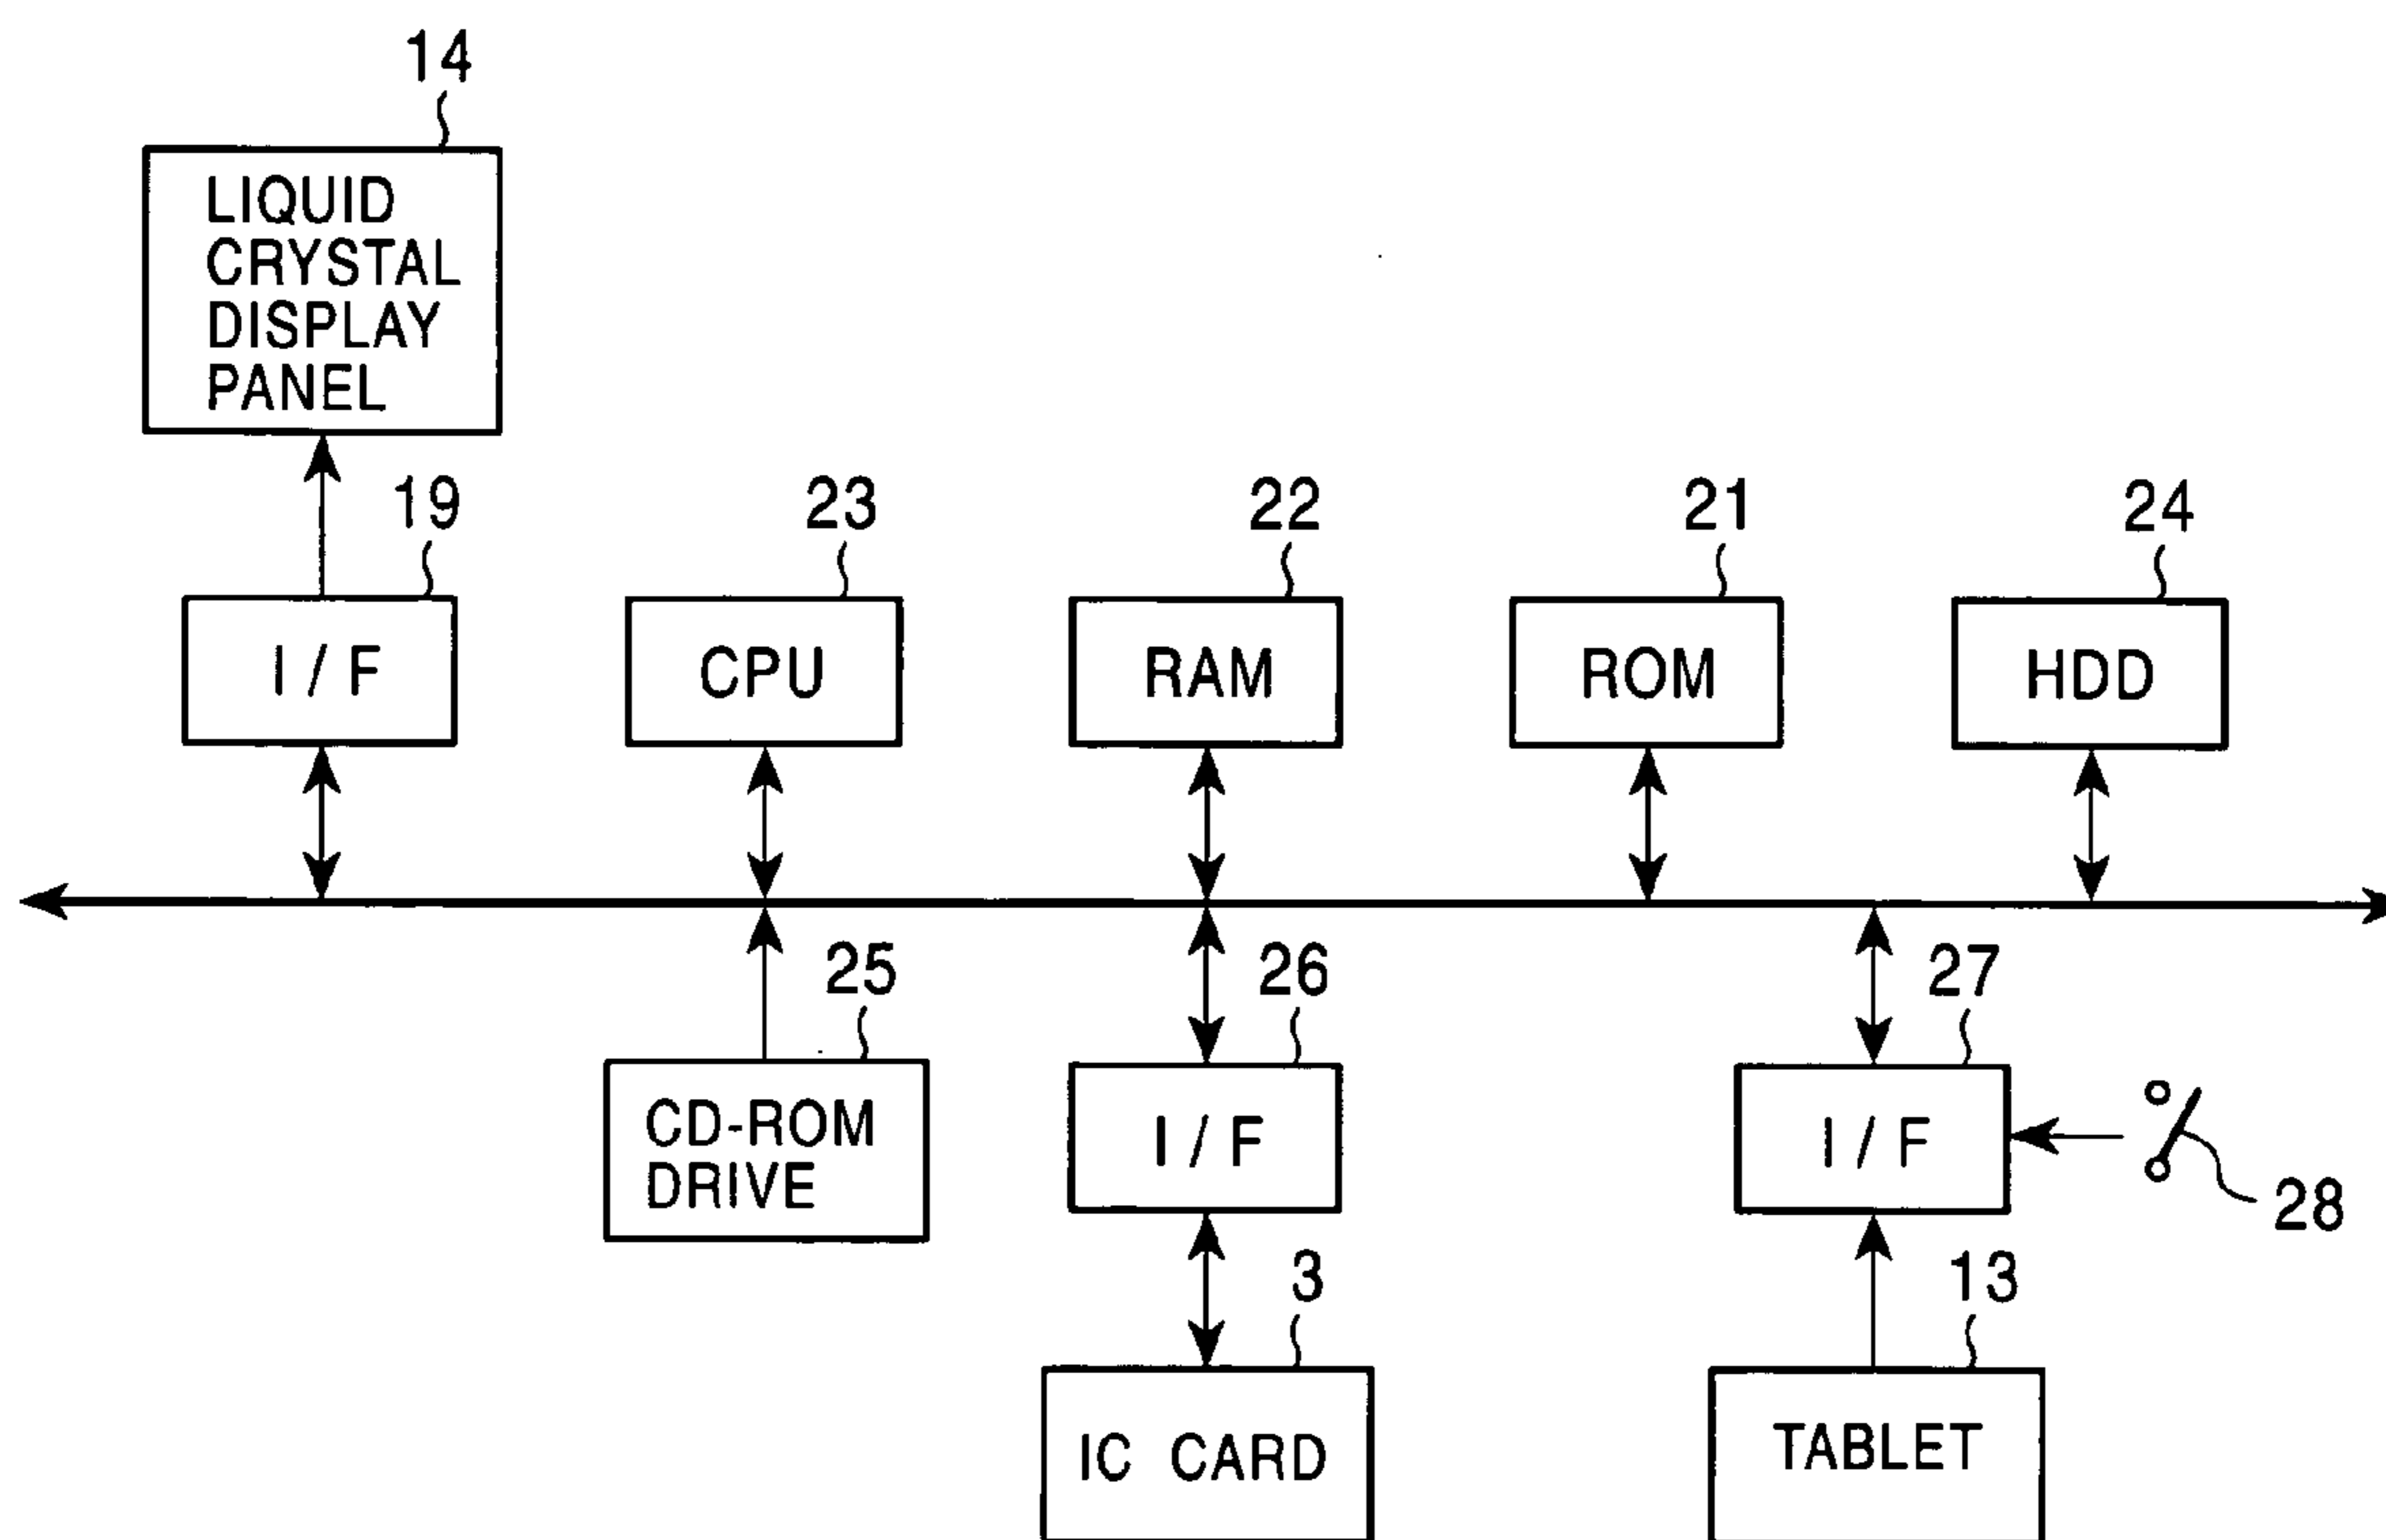 14
LIQUID
CRYSTAL
DISPLAY
PANEL
19
23
22
21
24
I / F
CPU
RAM
ROM
HDD
25
26
27
CD-ROM
DRIVE
I / F
I / F
28
3
13
IC CARD
TABLET